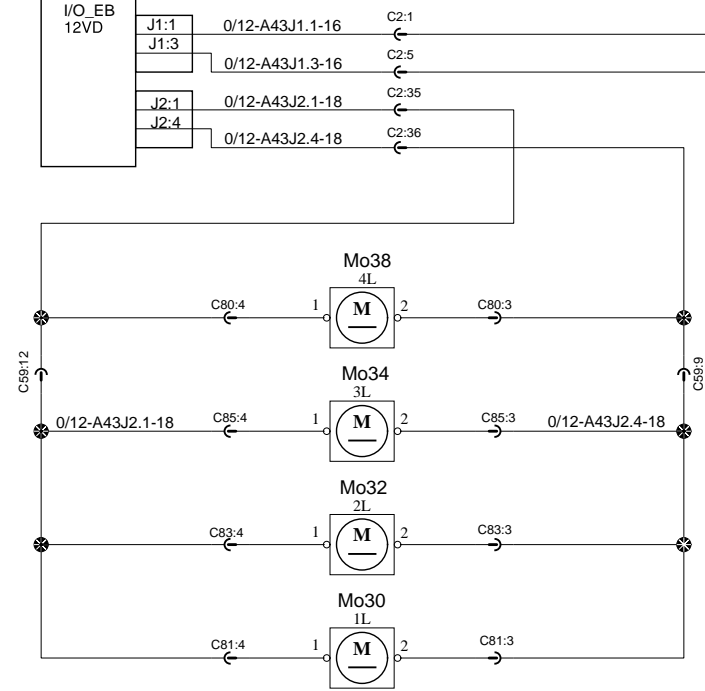 I/O_EB
12VD
J1:1
0/12-A43J1.1-16
C2:1
J1:3
0/12-A43J1.3-16
C2:5
J2:1
0/12-A43J2.1-18
C2:35
J2:4
0/12-A43J2.4-18
C2:36
Mo38
4L
C80:4
1
M
2
C80:3
C59:12
C59:9
Mo34
3L
0/12-A43J2.1-18
C85:4
1
M
2
C85:3
0/12-A43J2.4-18
Mo32
2L
C83:4
1
M
2
C83:3
Mo30
1L
C81:4
1
M
2
C81:3